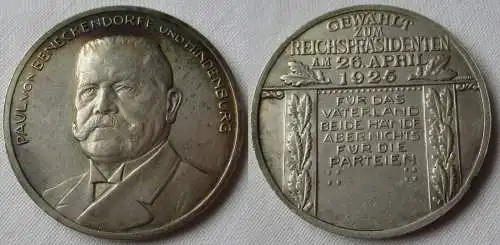 PAUL VON BENECKENDORFF UND HINDENBURG
GEWÄHLT
ZUM
REICHSPRÄSIDENTEN
AM 26. APRIL
1925
FÜR DAS
VATERLAND
BEIDE HÄNDE
ABER NICHTS
FÜR DIE
PARTEIEN